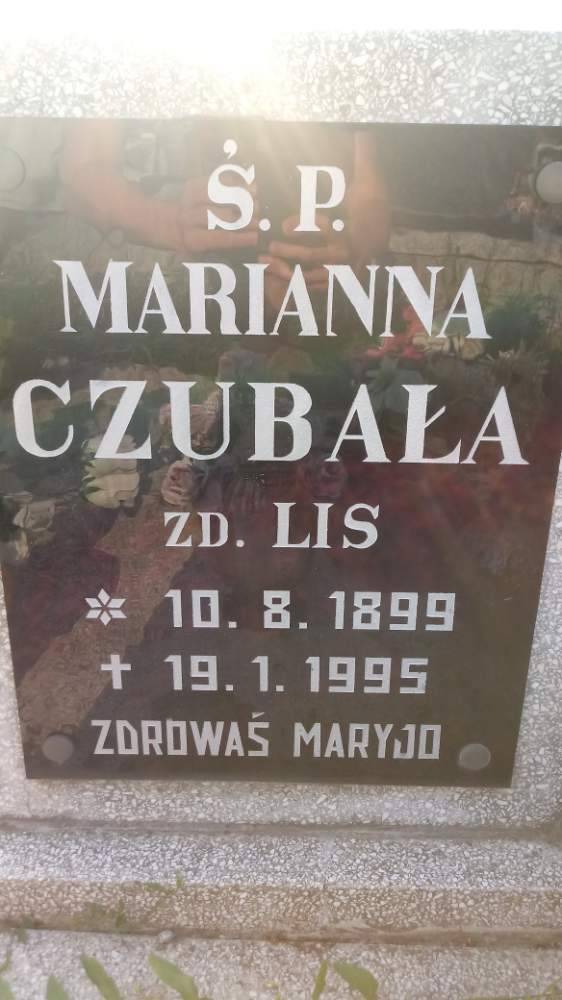 Ś. P.
MARIANNA
CZUBAŁA
ZD. LIS
* 10. 8. 1899
✝ 19. 1. 1995
ZDROWAŚ MARYJO